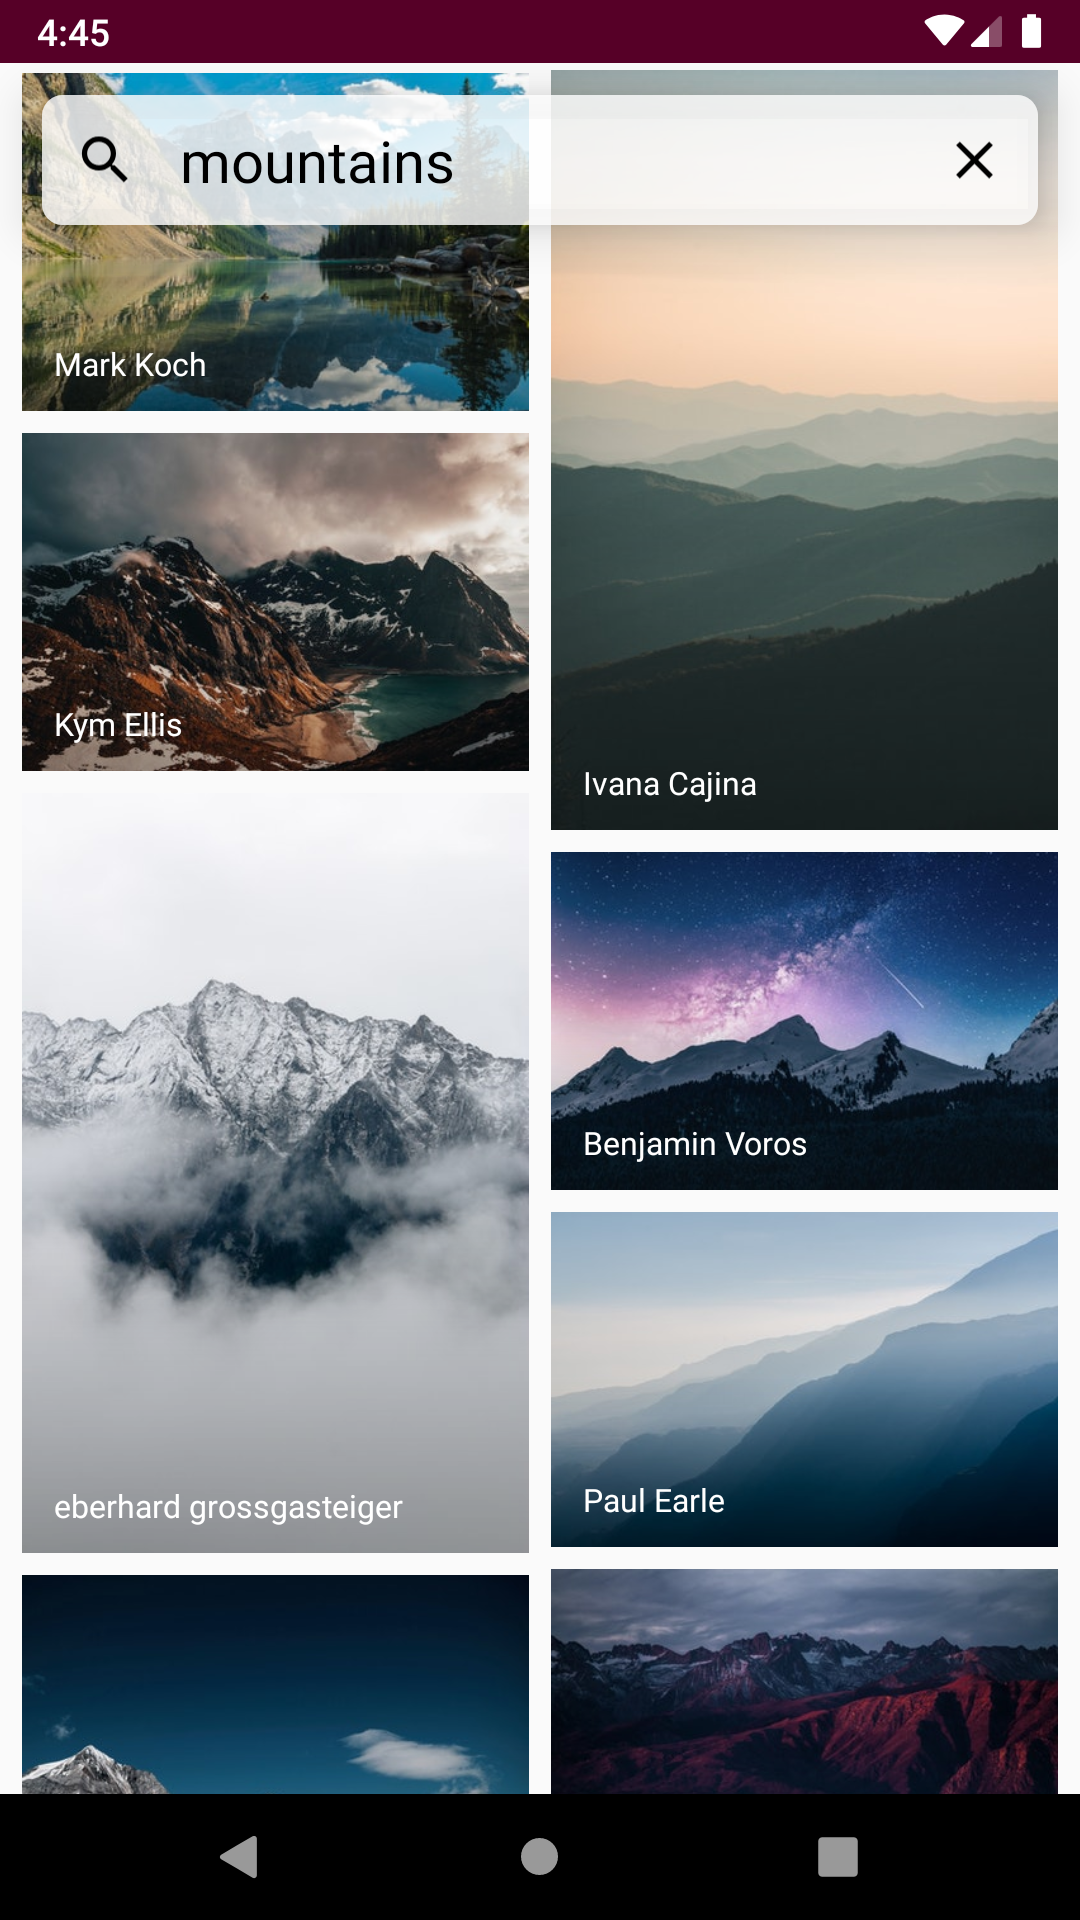 4:45
mountains
Mark Koch
Kym Ellis
Ivana Cajina
Benjamin Voros
eberhard grossgasteiger
Paul Earle